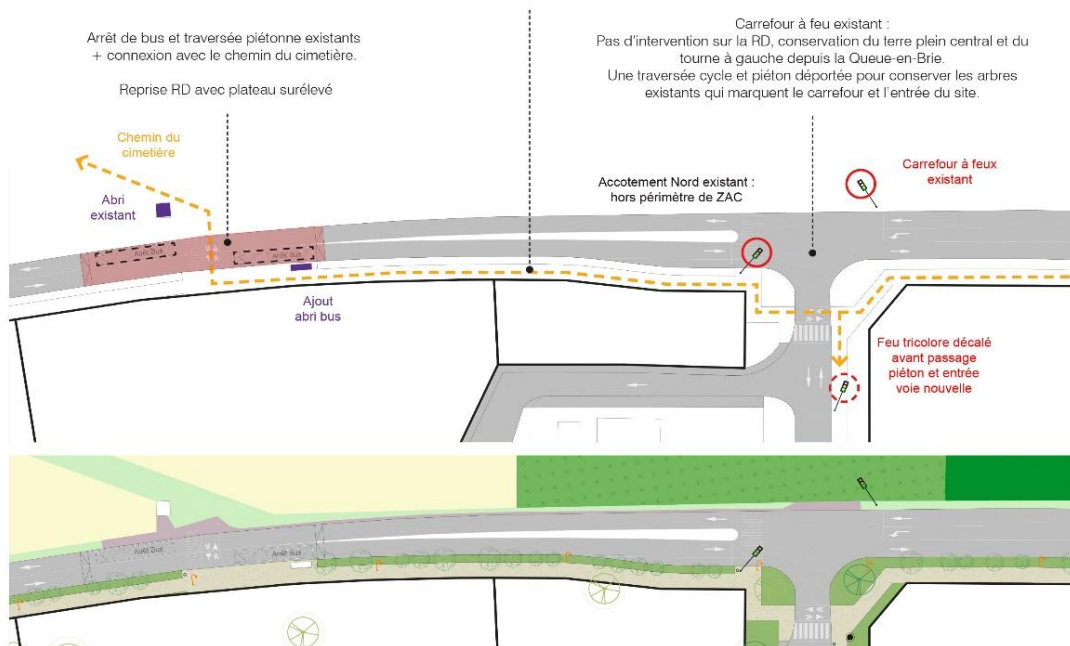 Arrêt de bus et traversée piétonne existants
+ connexion avec le chemin du cimetière.
Reprise RD avec plateau surélevé
Carrefour à feu existant :
Pas d'intervention sur la RD, conservation du terre plein central et du
tourne à gauche depuis la Queue-en-Brie.
Une traversée cycle et piéton déportée pour conserver les arbres
existants qui marquent le carrefour et l'entrée du site.
Chemin du
cimetière
Abri
existant
Accotement Nord existant :
hors périmètre de ZAC
Carrefour à feux
existant
Arrêt Bus
Arrêt Bus
Ajout
abri bus
Feu tricolore décalé
avant passage
piéton et entrée
voie nouvelle
Arrêt Bus
Arrêt Bus